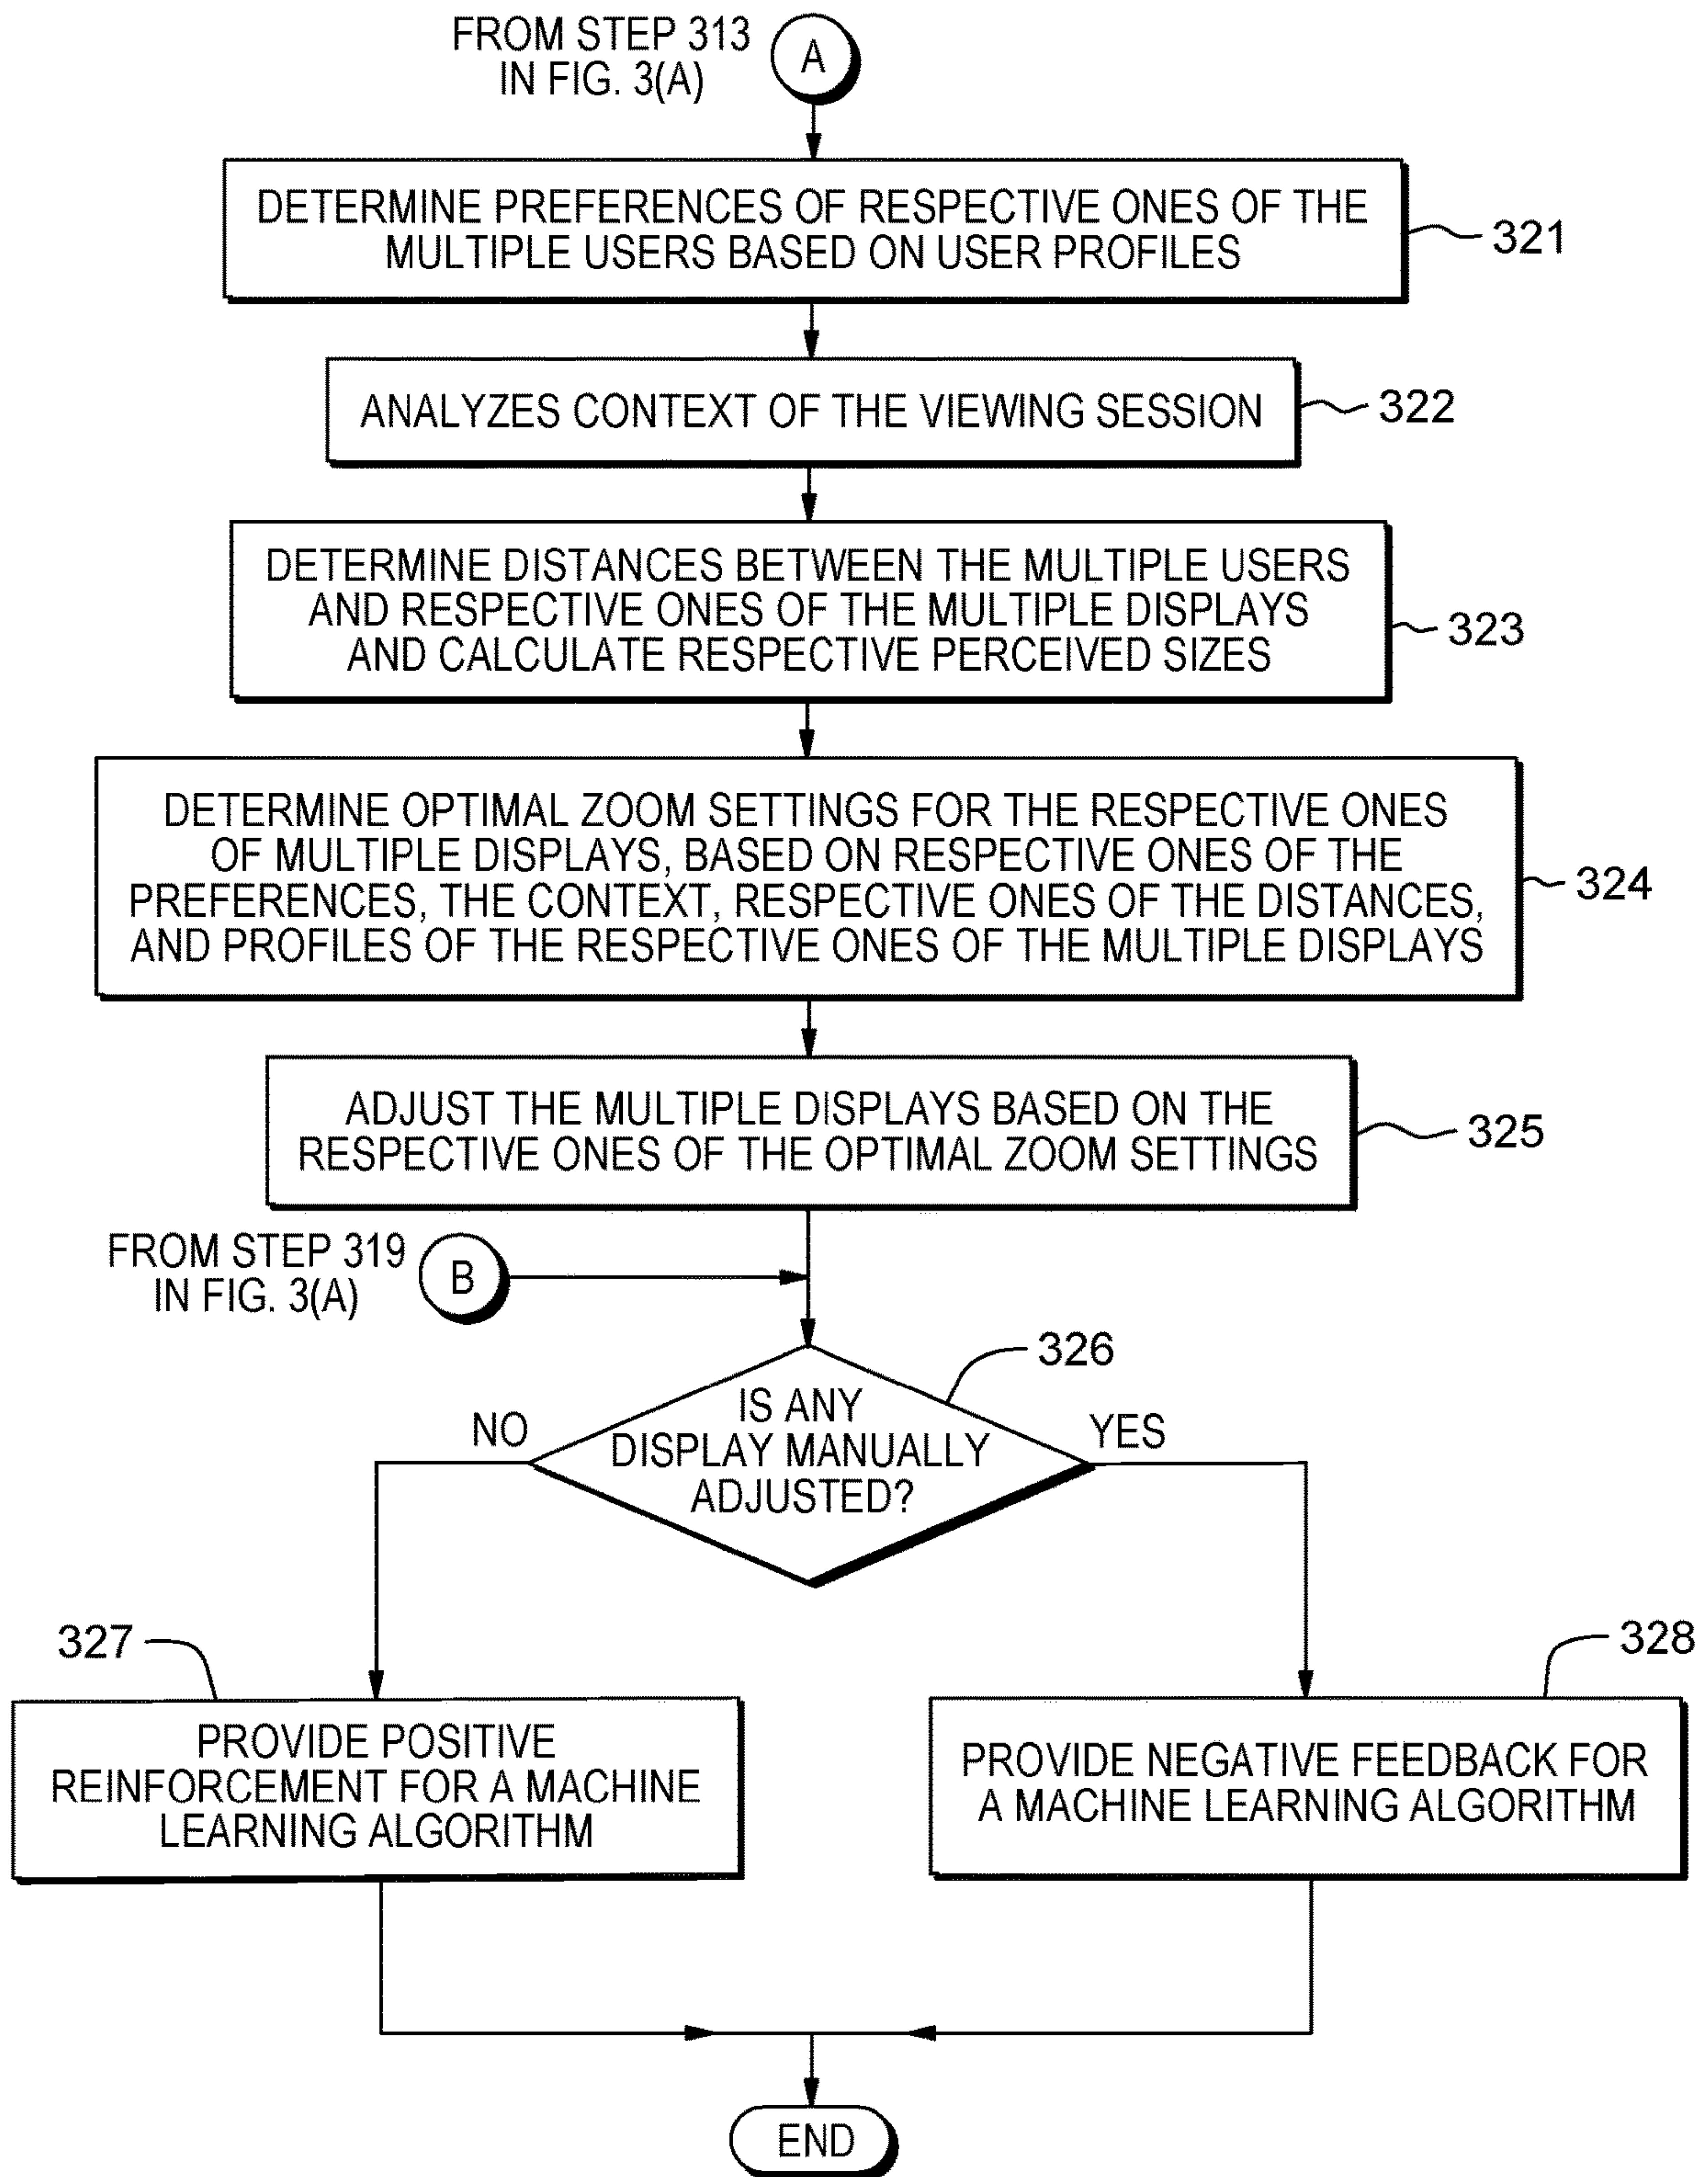 FROM STEP 313
IN FIG. 3(A)
A
DETERMINE PREFERENCES OF RESPECTIVE ONES OF THE
MULTIPLE USERS BASED ON USER PROFILES
321
ANALYZES CONTEXT OF THE VIEWING SESSION
322
DETERMINE DISTANCES BETWEEN THE MULTIPLE USERS
AND RESPECTIVE ONES OF THE MULTIPLE DISPLAYS
AND CALCULATE RESPECTIVE PERCEIVED SIZES
323
DETERMINE OPTIMAL ZOOM SETTINGS FOR THE RESPECTIVE ONES
OF MULTIPLE DISPLAYS, BASED ON RESPECTIVE ONES OF THE
PREFERENCES, THE CONTEXT, RESPECTIVE ONES OF THE DISTANCES,
AND PROFILES OF THE RESPECTIVE ONES OF THE MULTIPLE DISPLAYS
324
ADJUST THE MULTIPLE DISPLAYS BASED ON THE
RESPECTIVE ONES OF THE OPTIMAL ZOOM SETTINGS
325
FROM STEP 319
IN FIG. 3(A)
B
326
IS ANY
DISPLAY MANUALLY
ADJUSTED?
NO
YES
327
PROVIDE POSITIVE
REINFORCEMENT FOR A MACHINE
LEARNING ALGORITHM
328
PROVIDE NEGATIVE FEEDBACK FOR
A MACHINE LEARNING ALGORITHM
END